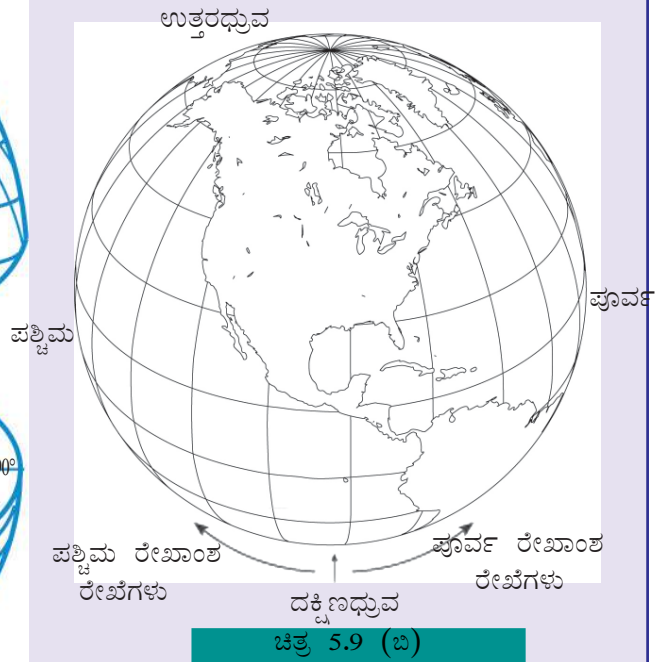 ಉತ್ತರಧ್ರುವ
ಪೂರ್ವ
ಪಶ್ಚಿಮ
ಪಶ್ಚಿಮ ರೇಖಾಂಶ
ರೇಖೆಗಳು
ಪೂರ್ವ ರೇಖಾಂಶ
ರೇಖೆಗಳು
ದಕ್ಷಿಣಧ್ರುವ
ಚಿತ್ರ 5.9 (ಬಿ)